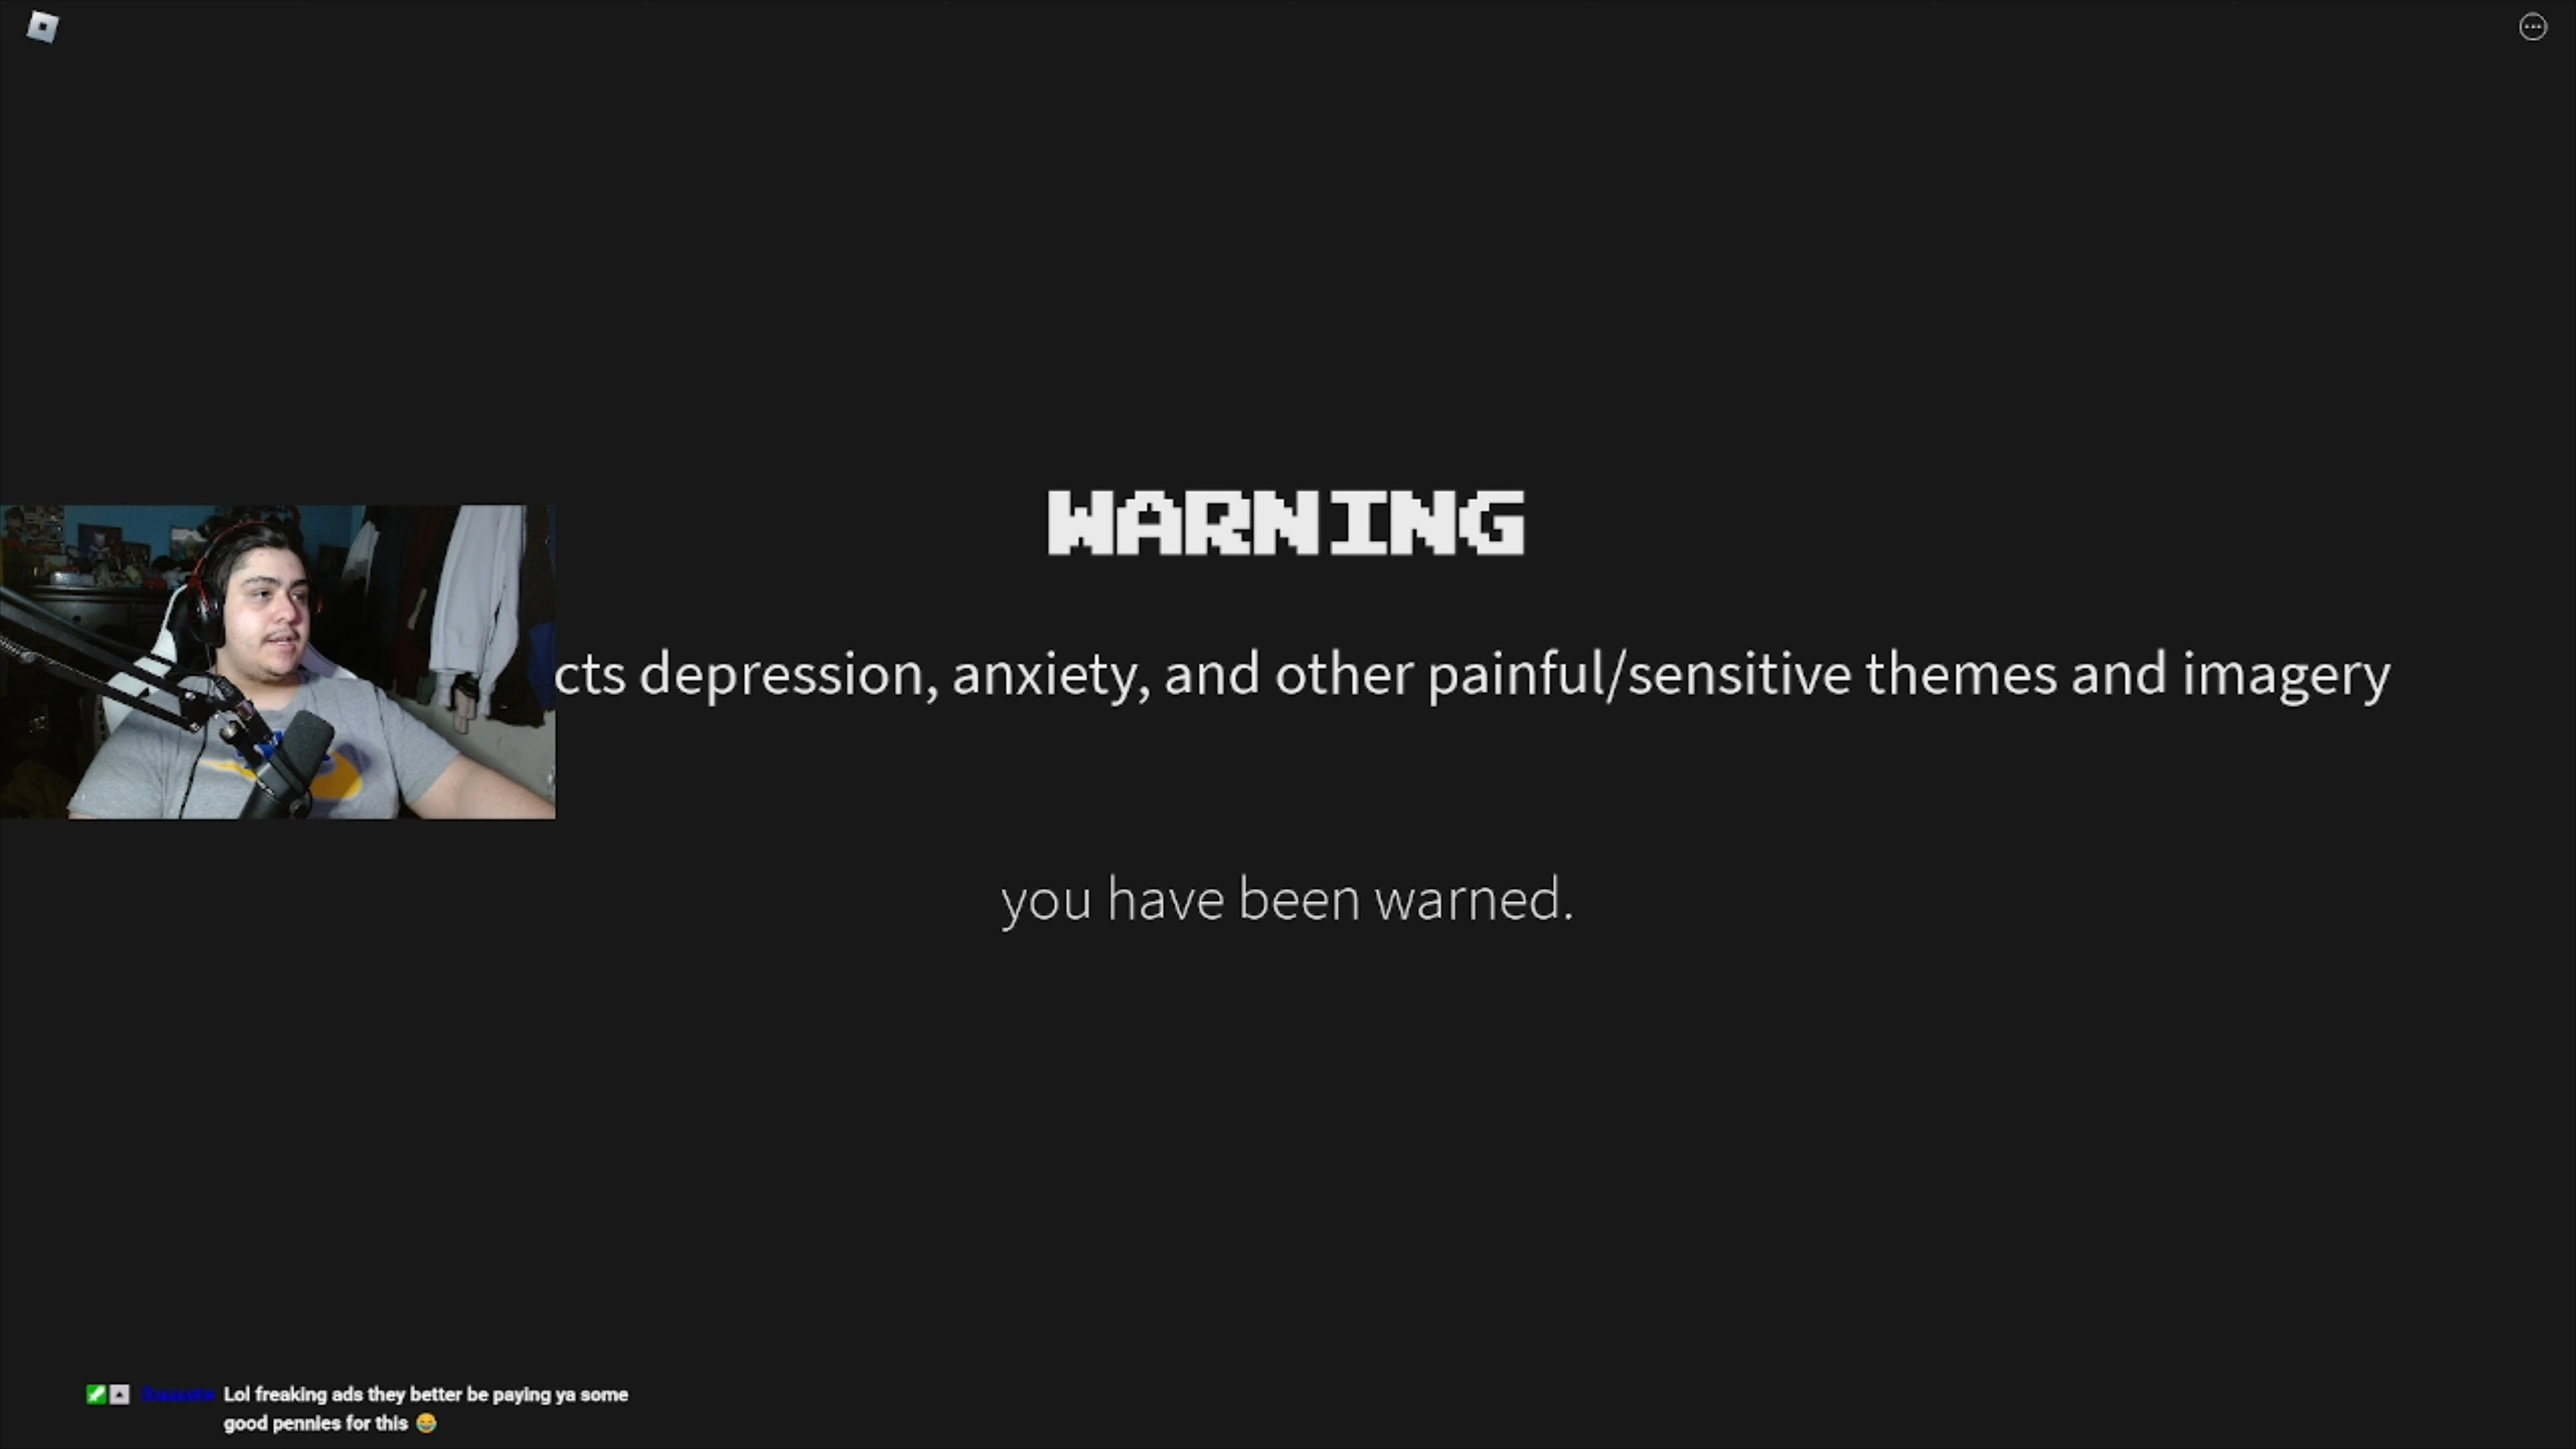 WARNING
cts depression, anxiety, and other painful/sensitive themes and imagery
you have been warned.
Lol freaking ads they better be paying ya some
good pennies for this 😂